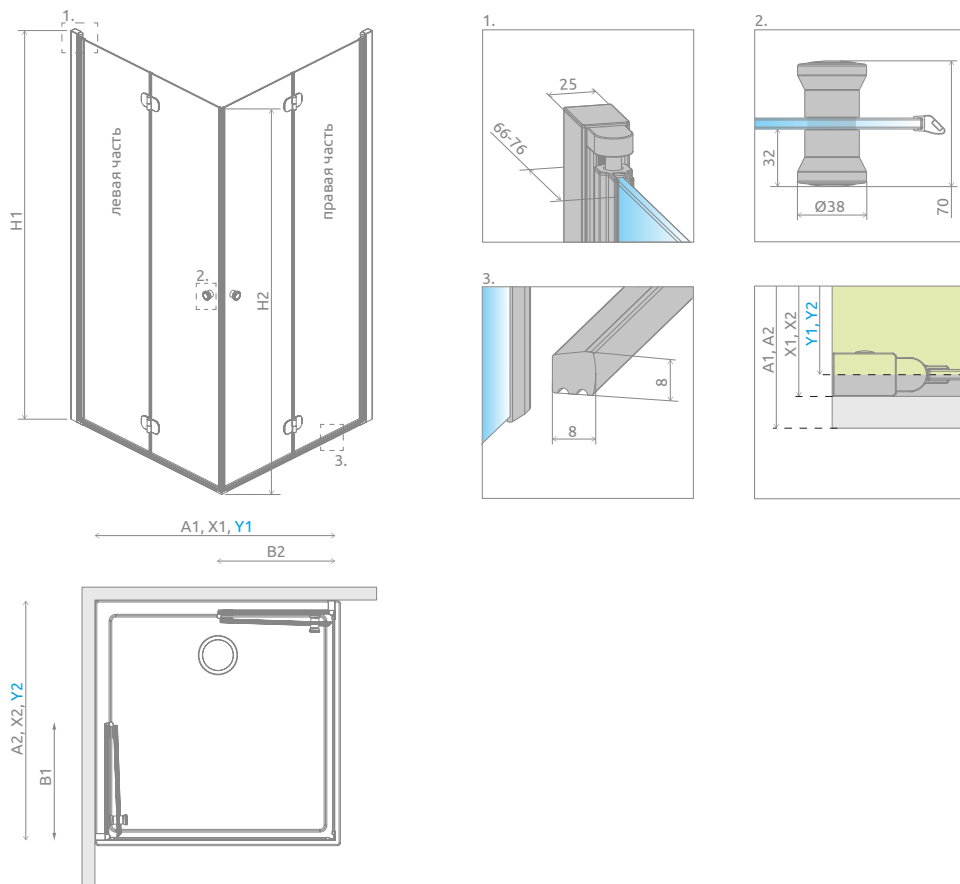 1.
левая часть
правая часть
H1
2.
H2
3.
1.
25
66-76
2.
32
Ø38
70
3.
8
8
A1, A2
X1, X2
Y1, Y2
A1, X1, Y1
B2
A2, X2, Y2
B1